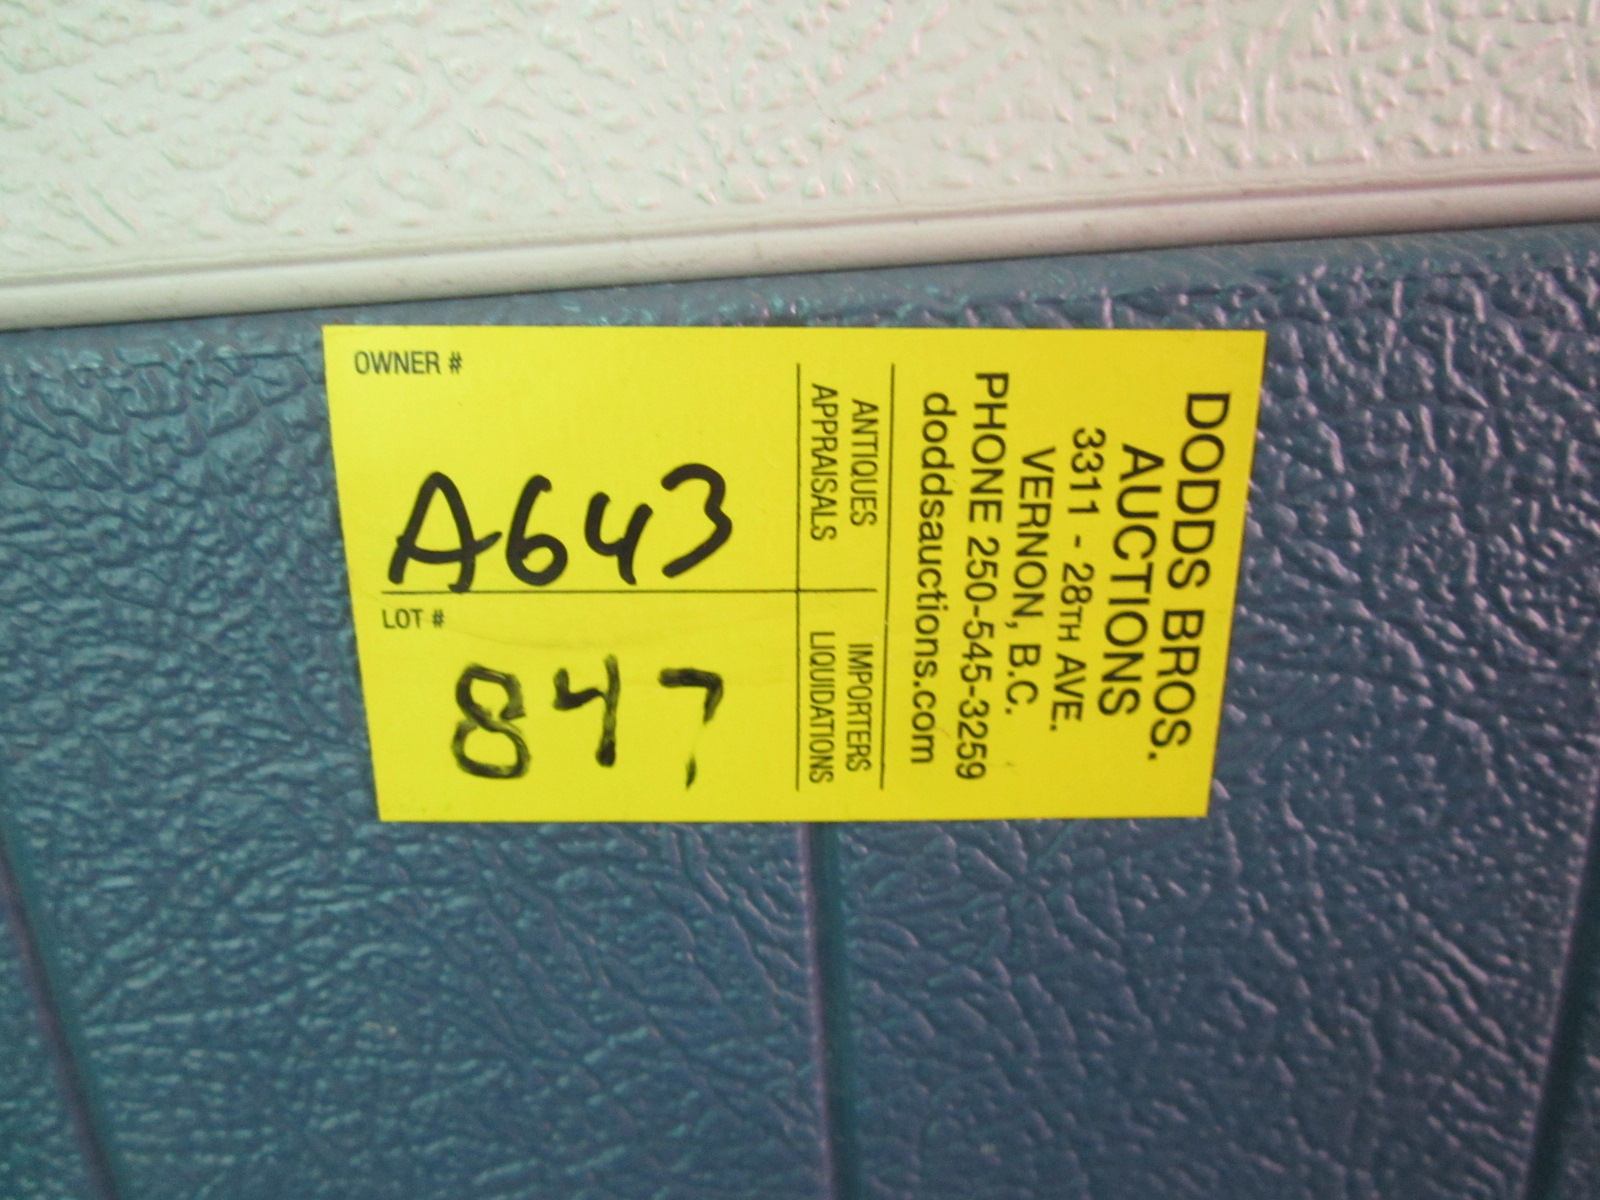 OWNER #
A643
LOT #
847
DODDS BROS.
AUCTIONS
3311 - 28TH AVE.
VERNON, B.C.
PHONE 250-545-3259
doddsauctions.com
ANTIQUES IMPORTERS
APPRAISALS LIQUIDATIONS